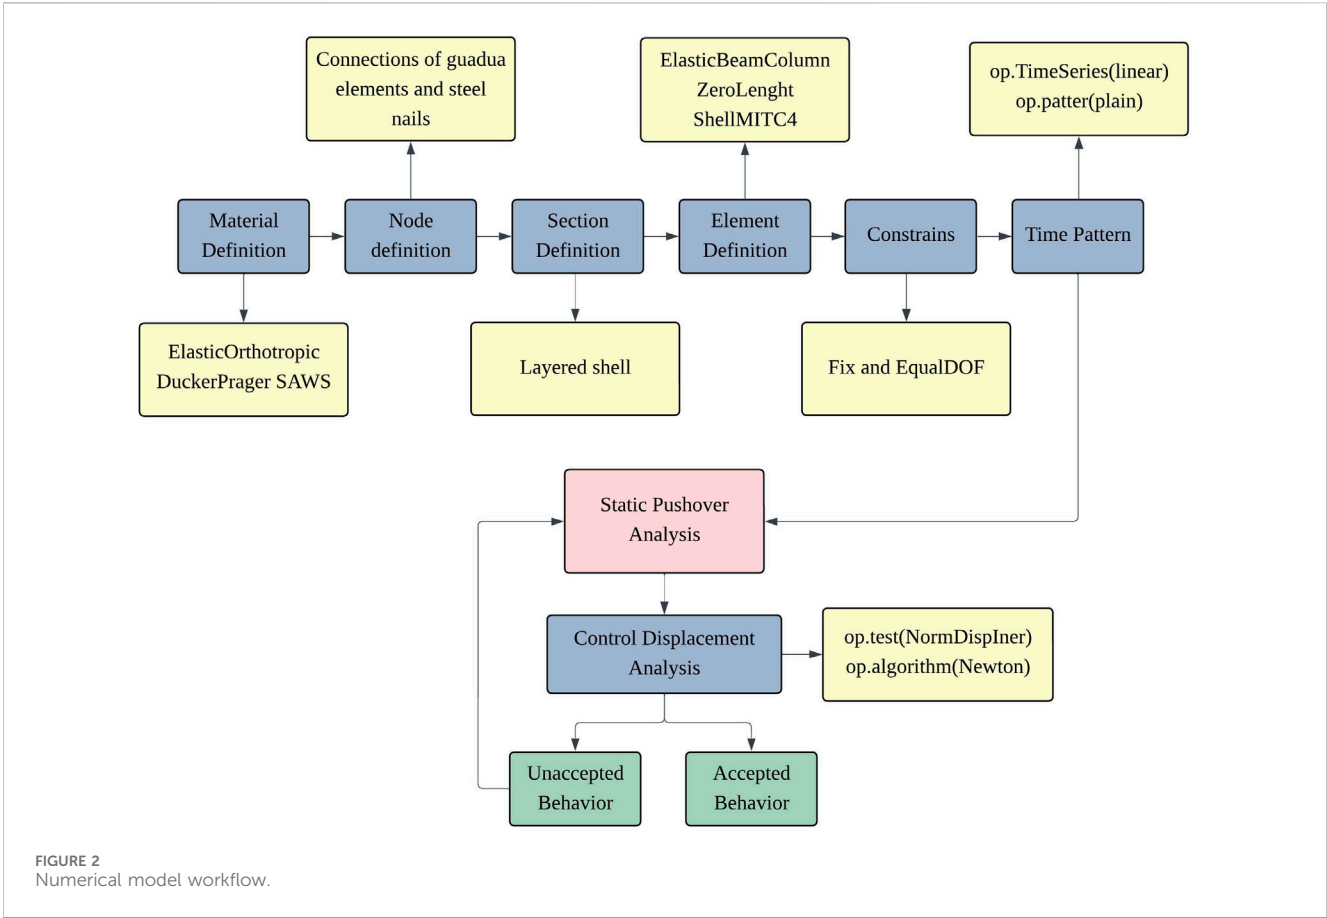 Connections of guadua
elements and steel
nails
ElasticBeamColumn
ZeroLenght
ShellMITC4
op.TimeSeries(linear)
op.patter(plain)
Material
Definition
Node
definition
Section
Definition
Element
Definition
Constrains
Time Pattern
ElasticOrthotropic
DuckerPrager SAWS
Layered shell
Fix and EqualDOF
Static Pushover
Analysis
Control Displacement
Analysis
op.test(NormDispIner)
op.algorithm(Newton)
Unaccepted
Behavior
Accepted
Behavior
FIGURE 2
Numerical model workflow.